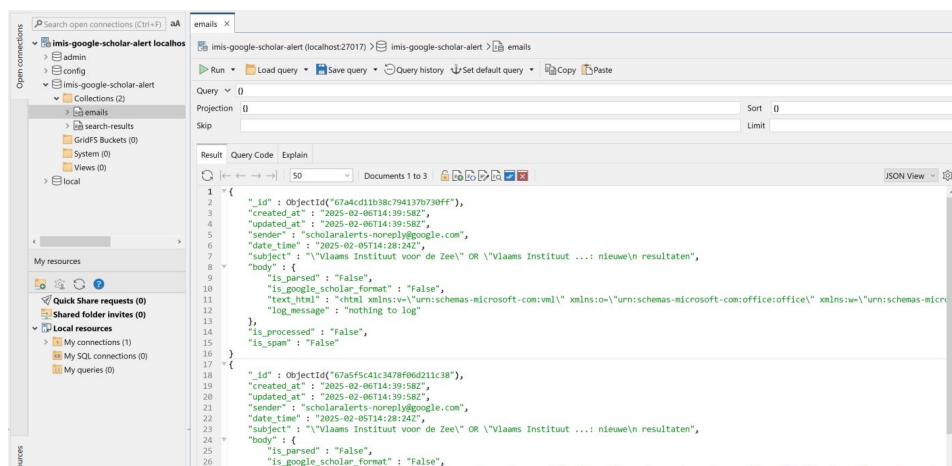 Open connections
Search open connections (Ctrl+F) aA
imis-google-scholar-alert localhos
admin
config
imis-google-scholar-alert
Collections (2)
emails
search-results
GridFS Buckets (0)
System (0)
Views (0)
local
My resources
Quick Share requests (0)
Shared folder invites (0)
Local resources
My connections (1)
My SQL connections (0)
My queries (0)
emails ×
imis-google-scholar-alert (localhost:27017) > imis-google-scholar-alert > emails
Run Load query Save query Query history Set default query Copy Paste
Query {}
Projection {} Sort {}
Skip Limit
Result Query Code Explain
50 Documents 1 to 3 JSON View
1 {
2 "_id" : ObjectId("67a4cd11b38c794137b730ff"),
3 "created_at" : "2025-02-06T14:39:58Z",
4 "updated_at" : "2025-02-06T14:39:58Z",
5 "sender" : "scholaralerts-noreply@google.com",
6 "date_time" : "2025-02-05T14:28:24Z",
7 "subject" : "\"Vlaams Instituut voor de Zee\" OR \"Vlaams Instituut ...: nieuwe\n resultaten",
8 "body" : {
9 "is_parsed" : "False",
10 "is_google_scholar_format" : "False",
11 "text_html" : "<html xmlns:v=\"urn:schemas-microsoft-com:vml\" xmlns:o=\"urn:schemas-microsoft-com:office:office\" xmlns:w=\"urn:schemas-micro
12 "log_message" : "nothing to log"
13 },
14 "is_processed" : "False",
15 "is_spam" : "False"
16 }
17 {
18 "_id" : ObjectId("67a5f5c41c3478f06d211c38"),
19 "created_at" : "2025-02-06T14:39:58Z",
20 "updated_at" : "2025-02-06T14:39:58Z",
21 "sender" : "scholaralerts-noreply@google.com",
22 "date_time" : "2025-02-05T14:28:24Z",
23 "subject" : "\"Vlaams Instituut voor de Zee\" OR \"Vlaams Instituut ...: nieuwe\n resultaten",
24 "body" : {
25 "is_parsed" : "False",
26 "is_google_scholar_format" : "False",